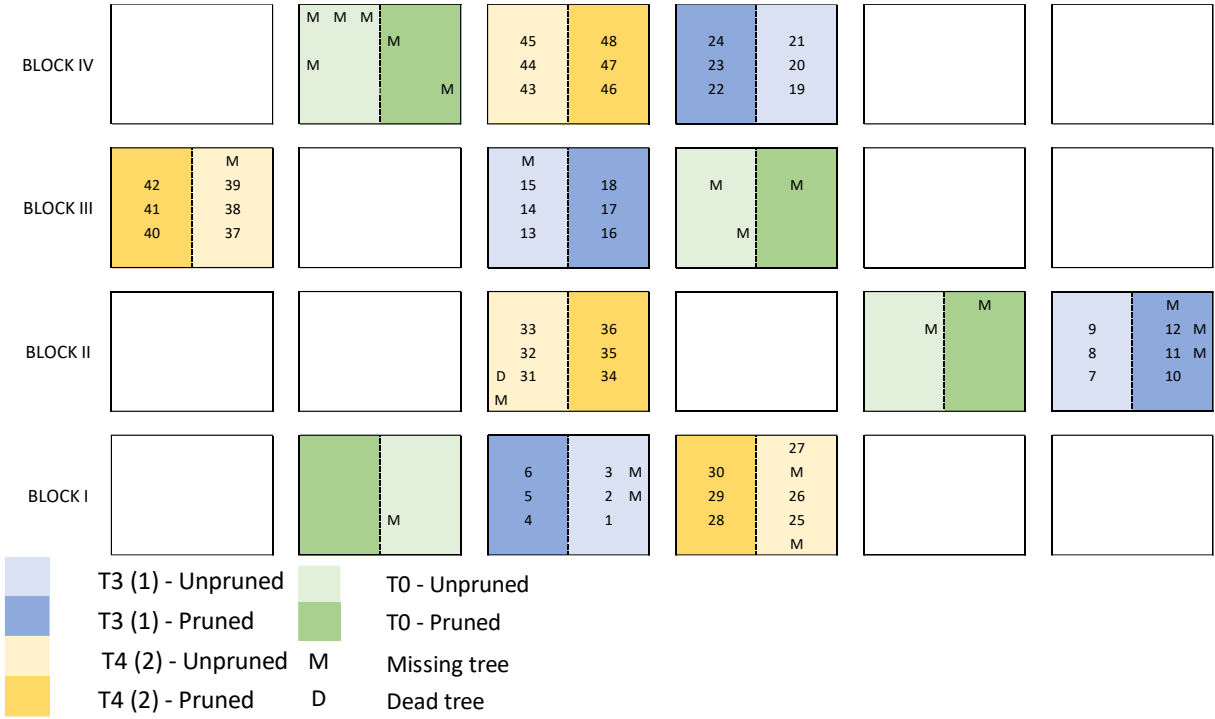 M M M
M
45 48 24 21
BLOCK IV M 44 47 23 20
M 43 46 22 19
M M
42 39 15 18 M M
BLOCK III 41 38 14 17
40 37 13 16 M
M M
33 36 M 9 12 M
BLOCK II 32 35 8 11 M
D 31 34 7 10
M
27
6 3 M 30 M
BLOCK I 5 2 M 29 26
M 4 1 28 25
M
T3 (1) - Unpruned T0 - Unpruned
T3 (1) - Pruned T0 - Pruned
T4 (2) - Unpruned M Missing tree
T4 (2) - Pruned D Dead tree